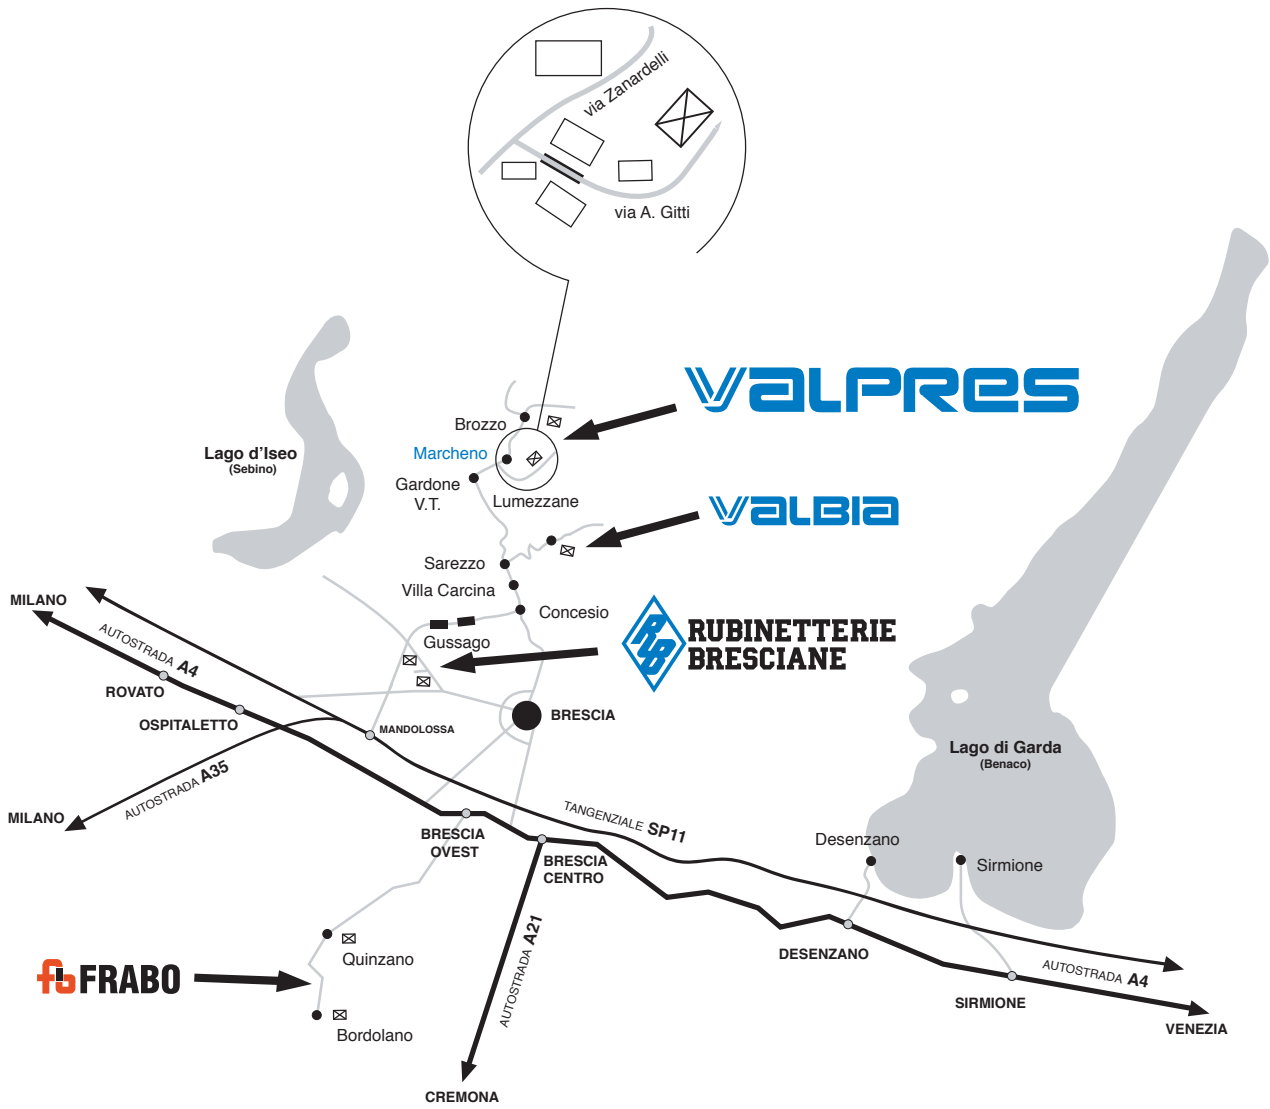 via Zanardelli
via A. Gitti
VALPRES
Brozzo
Marcheno
Lago d'Iseo
(Sebino)
Gardone
V.T.
Lumezzane
VALBIA
Sarezzo
Villa Carcina
Concesio
MILANO
AUTOSTRADA A4
Gussago
RUBINETTERIE
BRESCIANE
RB
ROVATO
OSPITALETTO
MANDOLOSSA
BRESCIA
Lago di Garda
(Benaco)
AUTOSTRADA A35
MILANO
TANGENZIALE SP11
BRESCIA
OVEST
BRESCIA
CENTRO
Desenzano
Sirmione
AUTOSTRADA A21
Quinzano
FRABO
DESENZANO
AUTOSTRADA A4
SIRMIONE
VENEZIA
Bordolano
CREMONA